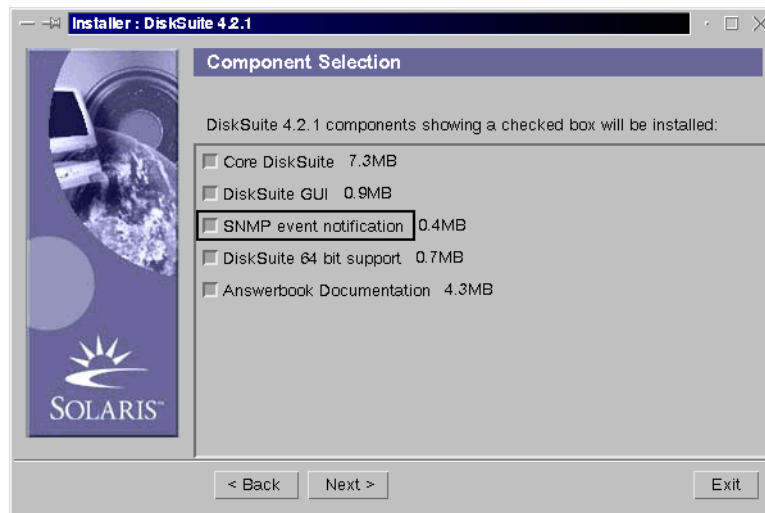 Installer : DiskSuite 4.2.1
Component Selection
DiskSuite 4.2.1 components showing a checked box will be installed:
Core DiskSuite 7.3MB
DiskSuite GUI 0.9MB
SNMP event notification 0.4MB
DiskSuite 64 bit support 0.7MB
Answerbook Documentation 4.3MB
SOLARIS™
< Back Next > Exit